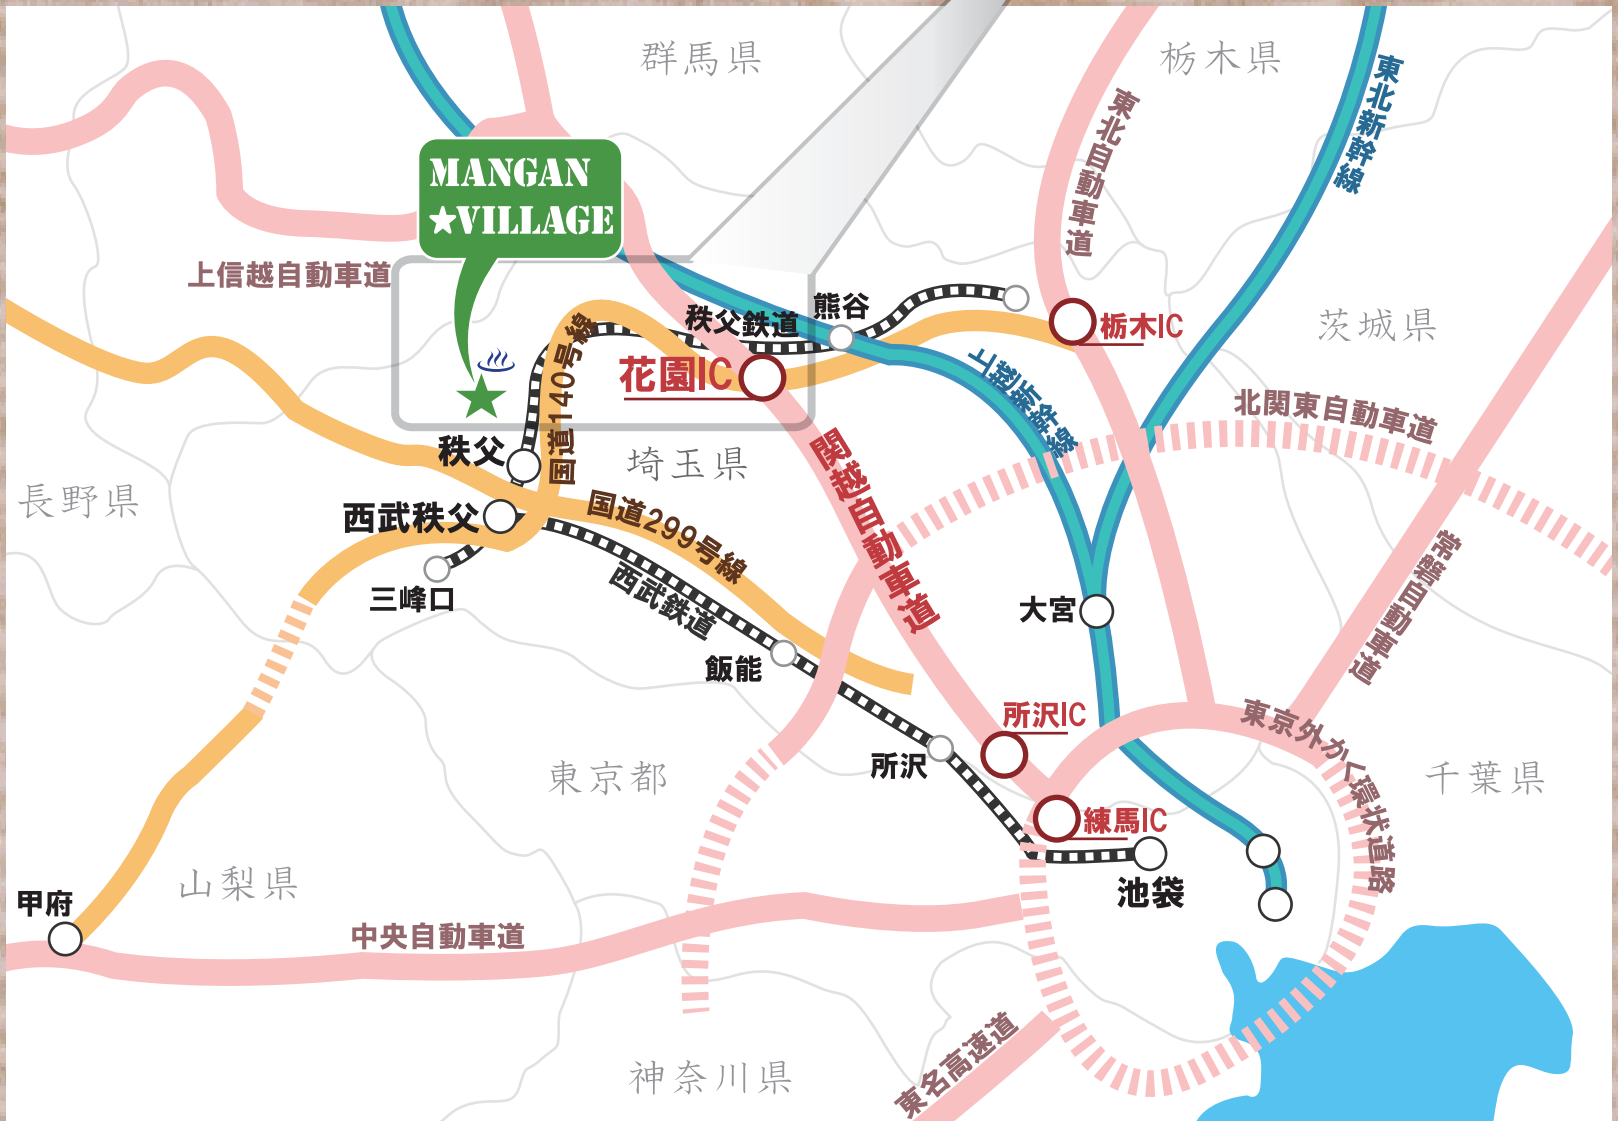 群馬県
栃木県
東北新幹線
東北自動車道
MANGAN
★VILLAGE
上信越自動車道
秩父鉄道
熊谷
栃木IC
茨城県
国道140号線
花園IC
上越新幹線
北関東自動車道
秩父
埼玉県
関越自動車道
長野県
西武秩父
国道299号線
常磐自動車道
三峰口
西武鉄道
大宮
飯能
所沢IC
東京外かく環状道路
所沢
東京都
千葉県
練馬IC
山梨県
池袋
甲府
中央自動車道
東名高速道
神奈川県